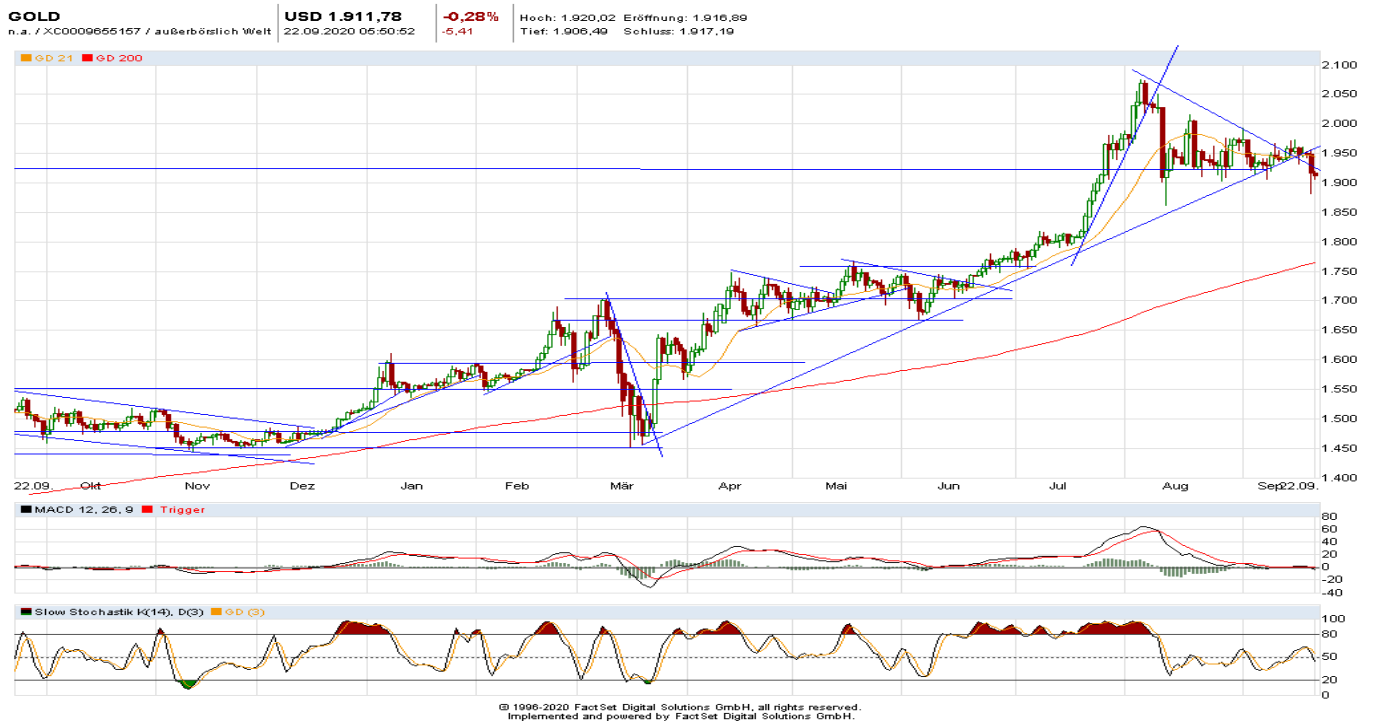 GOLD
n.a. / XC0009655157 / außerbörslich Welt
USD 1.911,78
22.09.2020 05:50:52
-0,28%
-5,41
Hoch: 1.920,02 Eröffnung: 1.916,89
Tief: 1.906,49 Schluss: 1.917,19
GD 21 GD 200
2.100
2.050
2.000
1.950
1.900
1.850
1.800
1.750
1.700
1.650
1.600
1.550
1.500
1.450
1.400
22.09. Okt Nov Dez Jan Feb Mär Apr Mai Jun Jul Aug Sep 22.09.
MACD 12, 26, 9 Trigger
80
60
40
20
0
-20
-40
Slow Stochastik K(14), D(3) GD (3)
100
80
50
20
0
© 1996-2020 FactSet Digital Solutions GmbH, all rights reserved.
Implemented and powered by FactSet Digital Solutions GmbH.